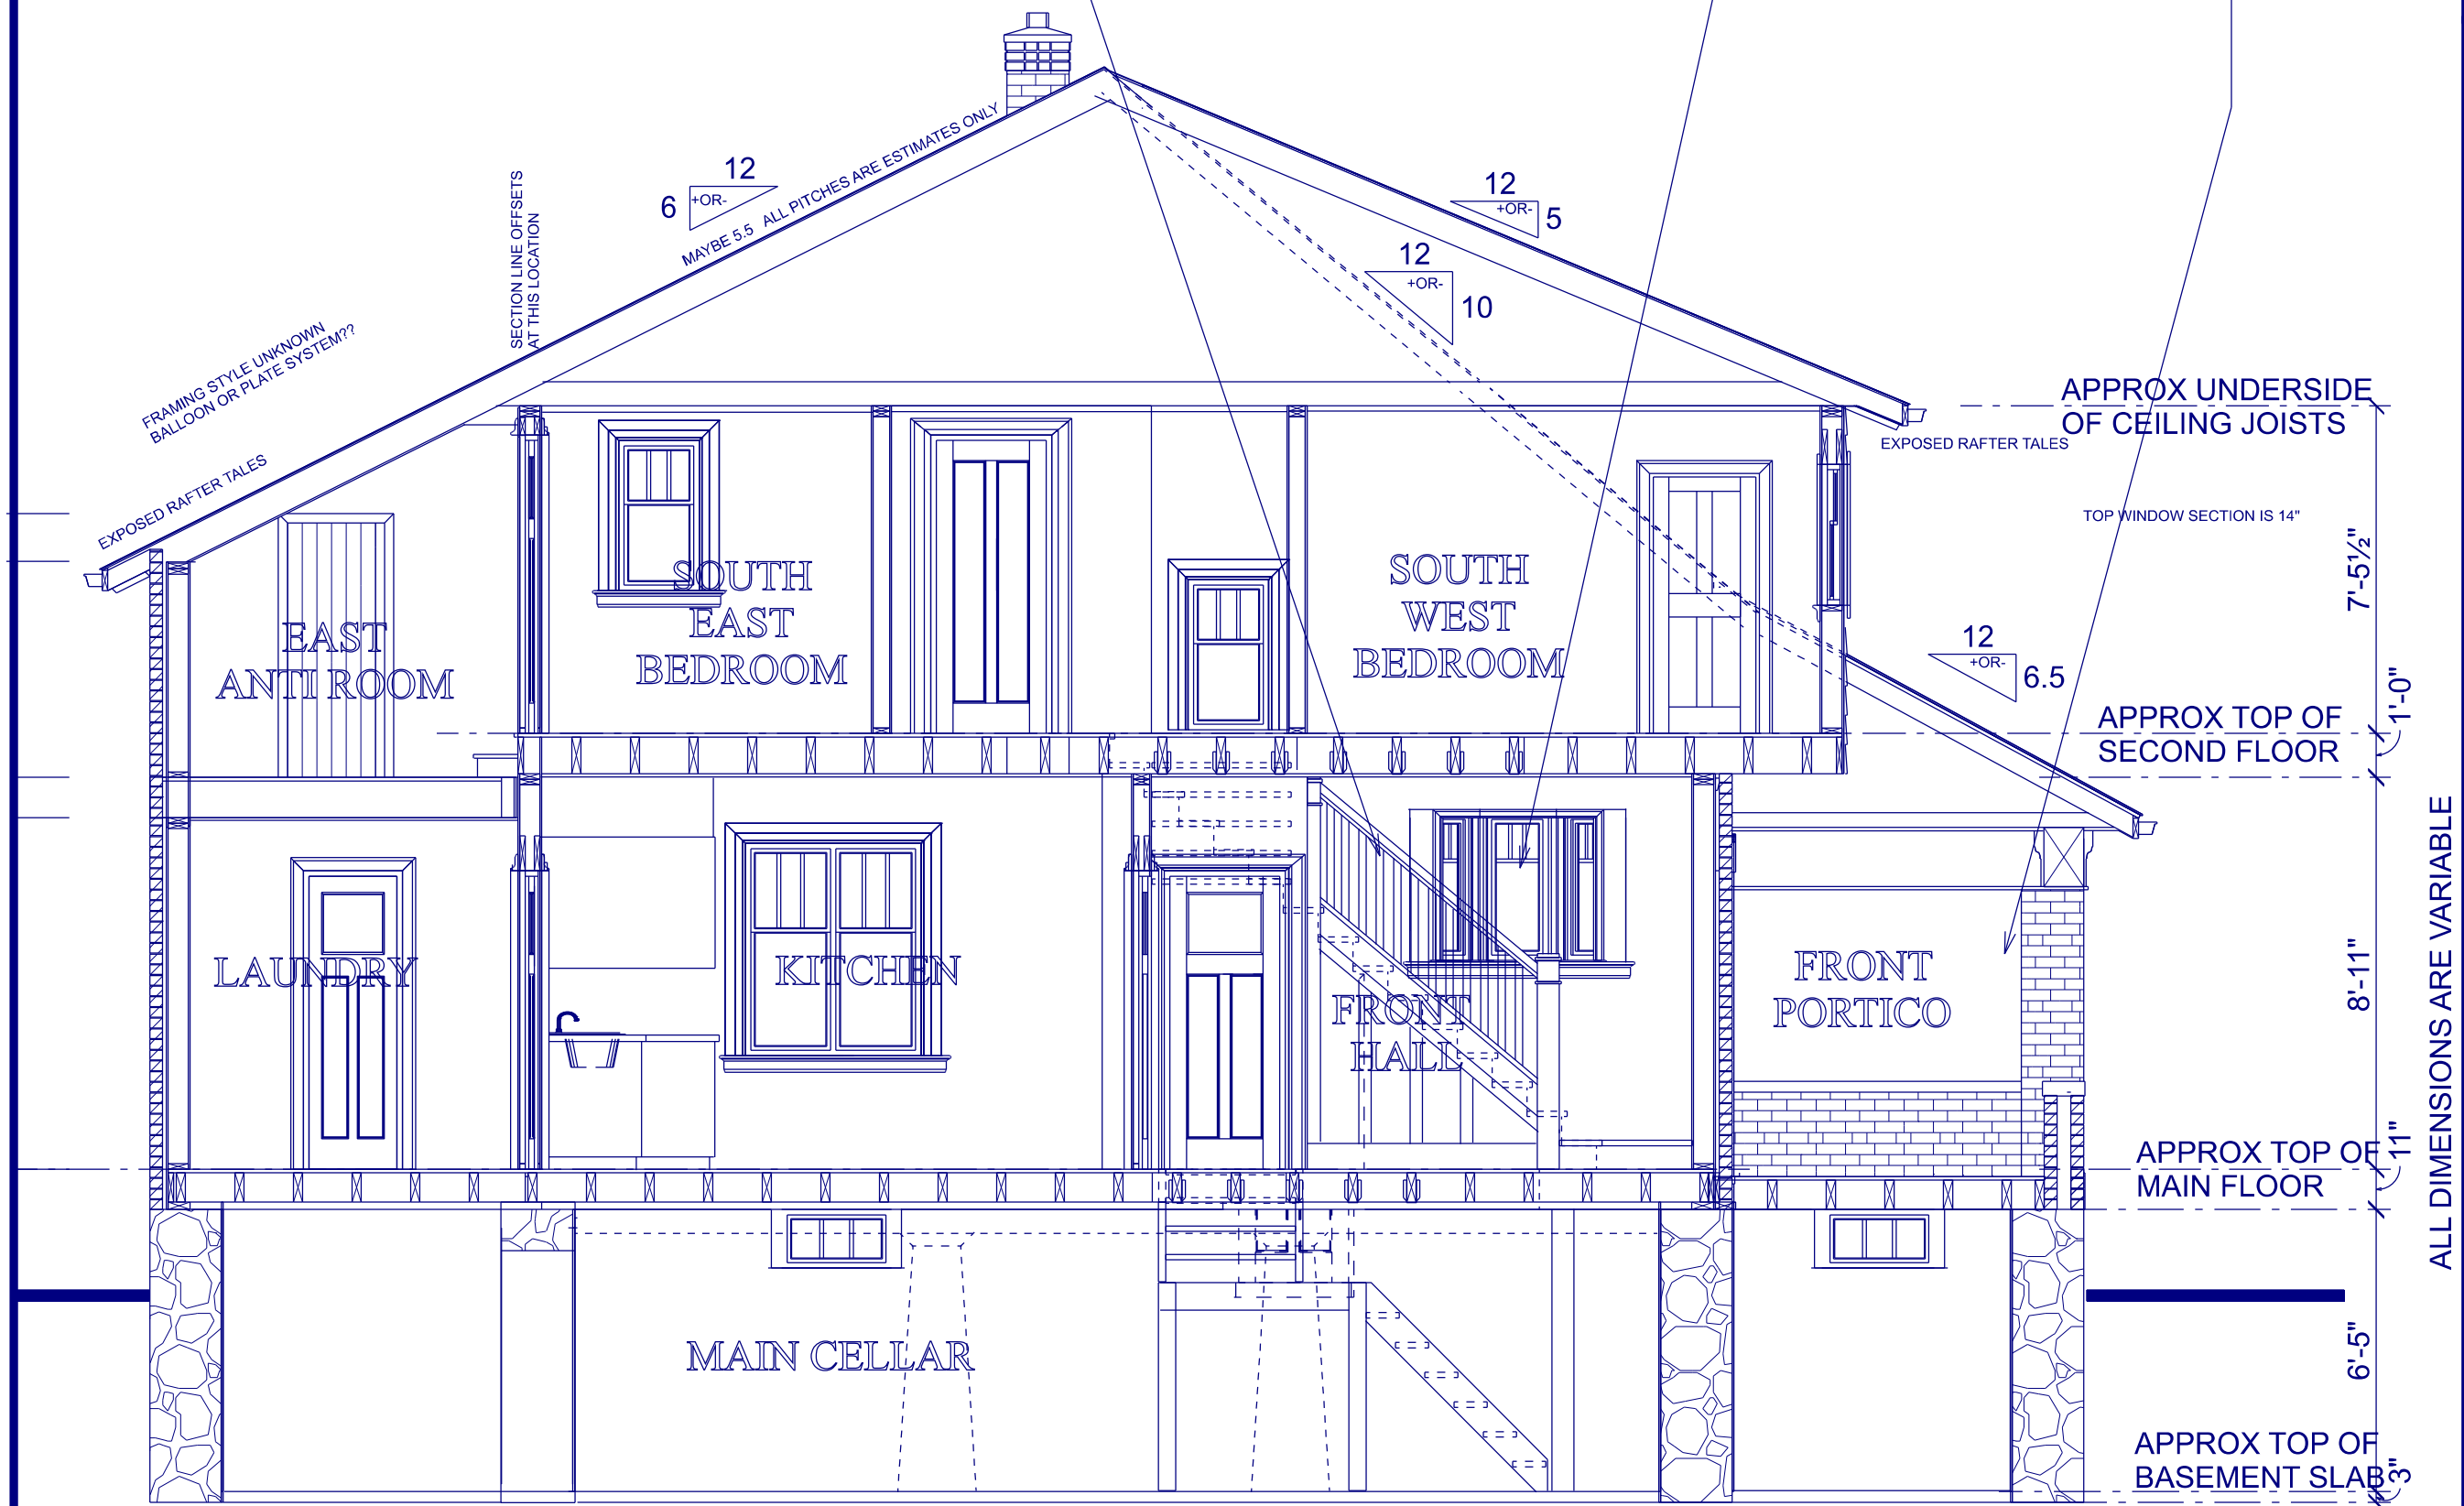 12
6
+OR-
MAYBE 5.5 ALL PITCHES ARE ESTIMATES ONLY
SECTION LINE OFFSETS
AT THIS LOCATION
12
+OR-
5
12
+OR-
10
FRAMING STYLE UNKNOWN
BALLOON OR PLATE SYSTEM??
EXPOSED RAFTER TALES
APPROX UNDERSIDE
OF CEILING JOISTS
EXPOSED RAFTER TALES
TOP WINDOW SECTION IS 14"
7'-5½"
SOUTH
EAST
BEDROOM
SOUTH
WEST
BEDROOM
EAST
ANTI ROOM
12
+OR-
6.5
1'-0"
APPROX TOP OF
SECOND FLOOR
LAUNDRY
KITCHEN
FRONT
HALL
FRONT
PORTICO
8'-11"
ALL DIMENSIONS ARE VARIABLE
APPROX TOP OF
MAIN FLOOR
11"
MAIN CELLAR
6'-5"
APPROX TOP OF
BASEMENT SLAB
3"